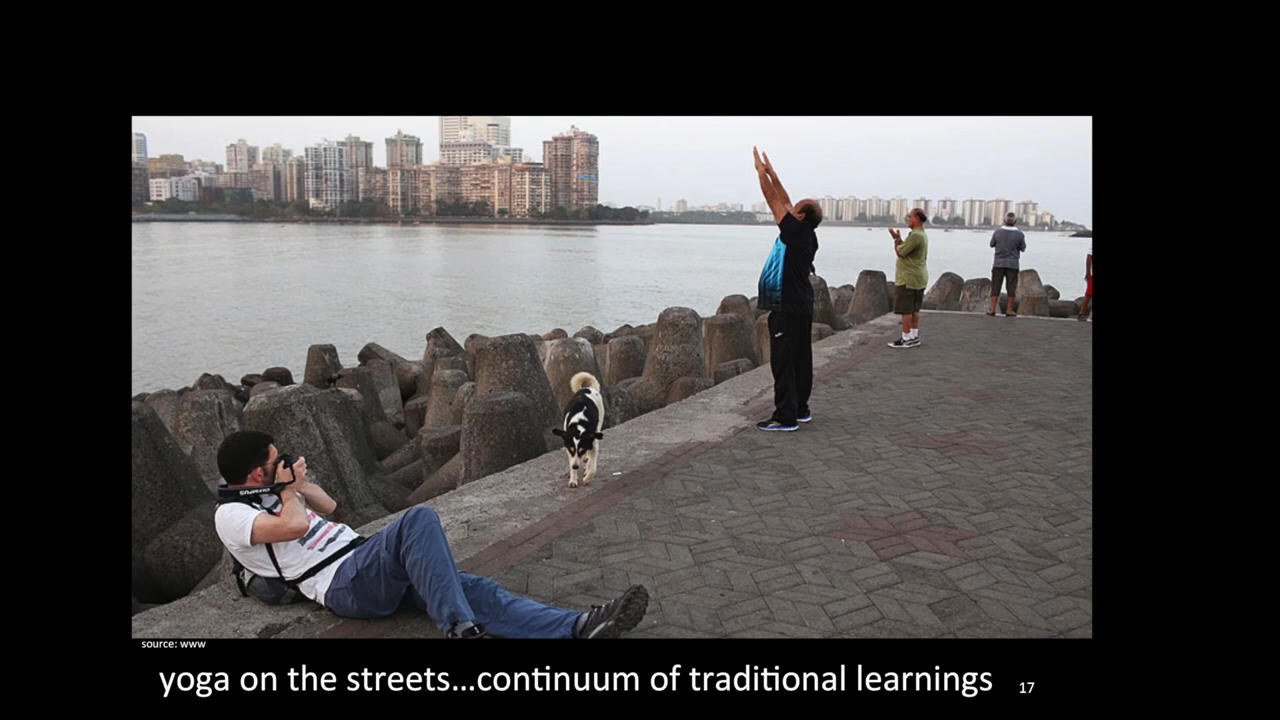 source: www
yoga on the streets...continuum of traditional learnings
17